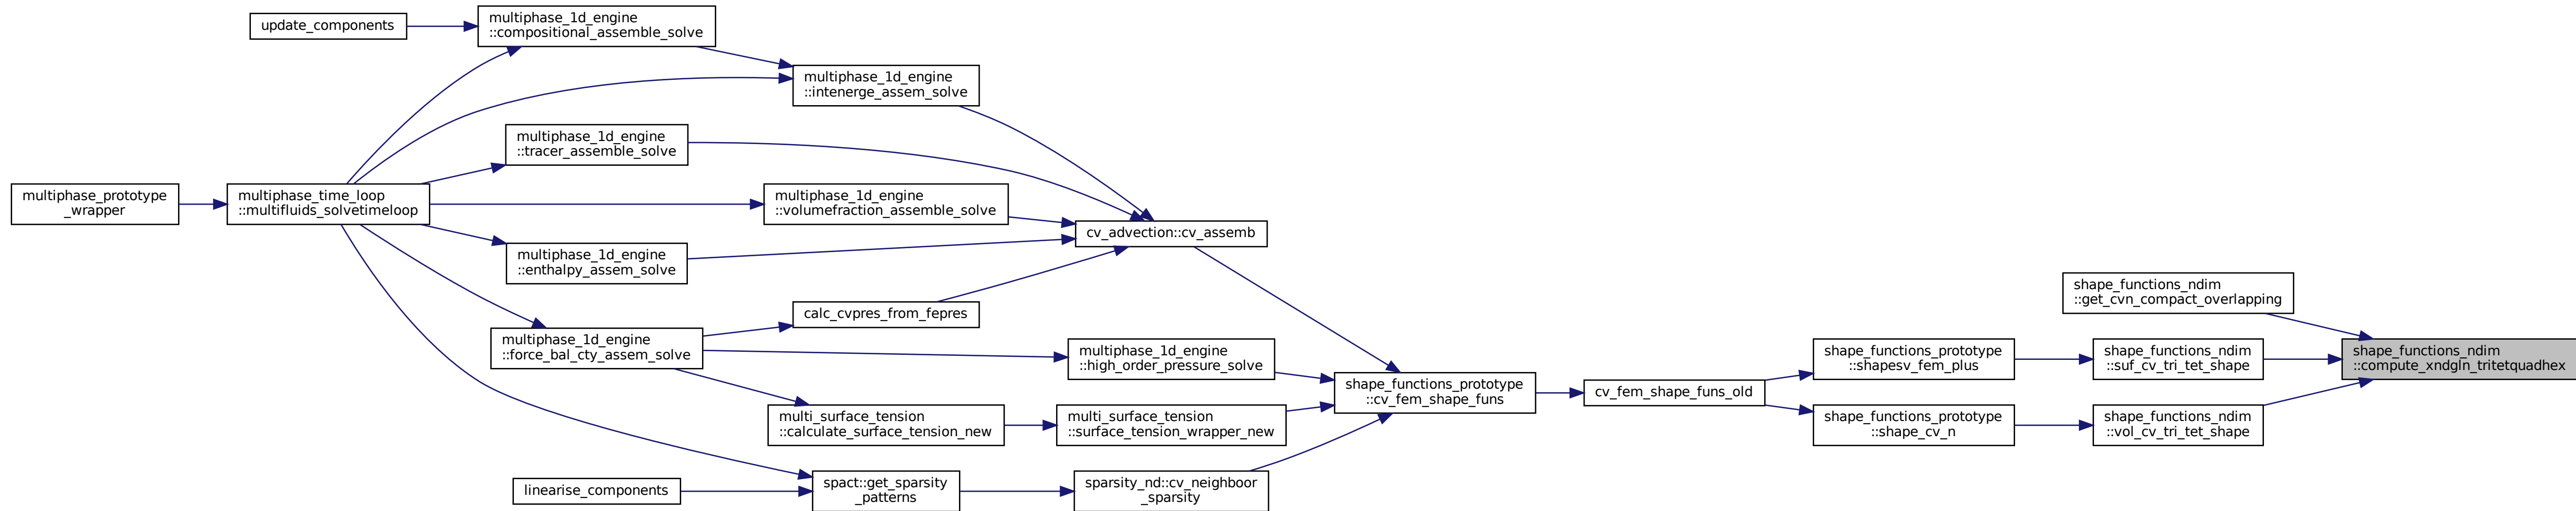 update_components
multiphase_1d_engine
::compositional_assemble_solve
multiphase_1d_engine
::intenerge_assem_solve
multiphase_1d_engine
::tracer_assemble_solve
multiphase_prototype
_wrapper
multiphase_time_loop
::multifluids_solvetimeloop
multiphase_1d_engine
::volumefraction_assemble_solve
multiphase_1d_engine
::enthalpy_assem_solve
cv_advection::cv_assemb
calc_cvpres_from_fepres
multiphase_1d_engine
::force_bal_cty_assem_solve
multiphase_1d_engine
::high_order_pressure_solve
multi_surface_tension
::calculate_surface_tension_new
multi_surface_tension
::surface_tension_wrapper_new
linearise_components
spact::get_sparsity
_patterns
sparsity_nd::cv_neighboor
_sparsity
shape_functions_prototype
::cv_fem_shape_funs
cv_fem_shape_funs_old
shape_functions_prototype
::shapesv_fem_plus
shape_functions_prototype
::shape_cv_n
shape_functions_ndim
::get_cvn_compact_overlapping
shape_functions_ndim
::suf_cv_tri_tet_shape
shape_functions_ndim
::vol_cv_tri_tet_shape
shape_functions_ndim
::compute_xndgln_tritetquadhex